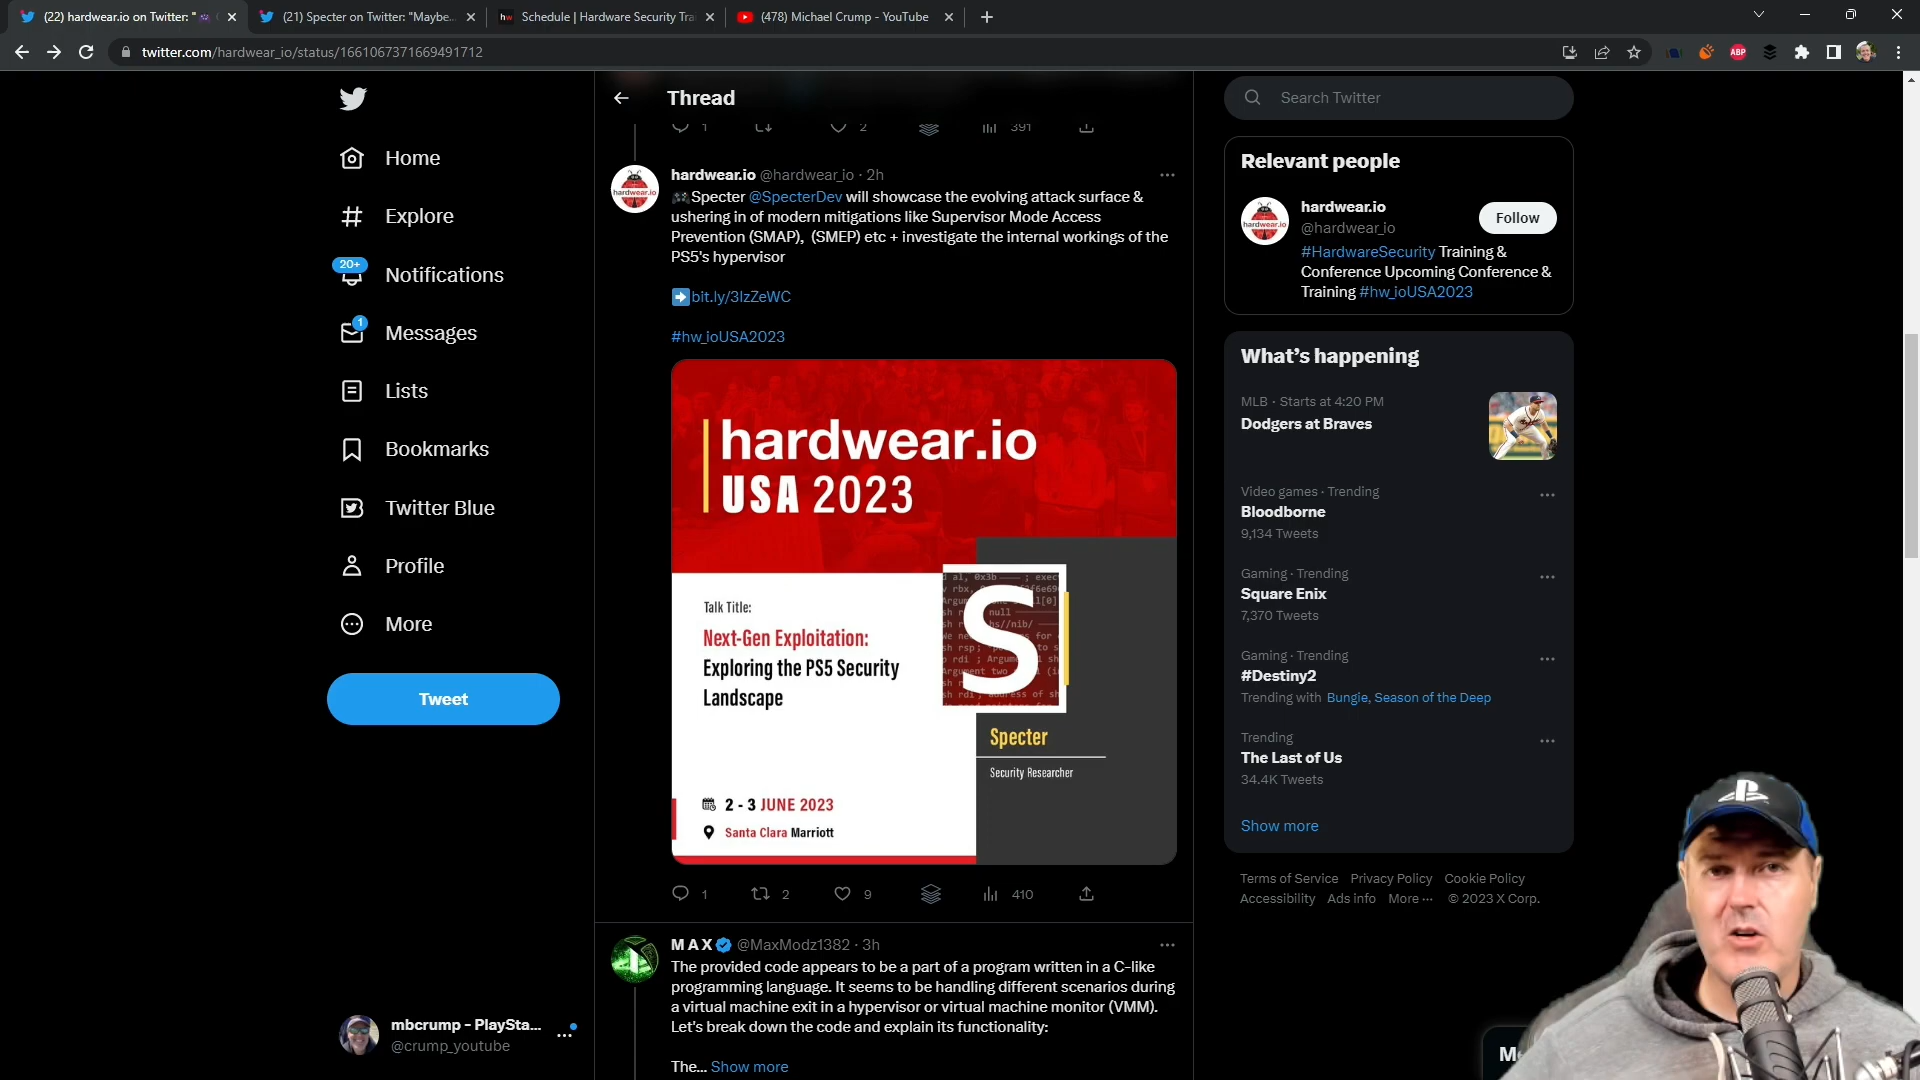 (22) hardwear.io on Twitter: "
(21) Specter on Twitter: "Maybe...
hw
Schedule | Hardware Security Tra
(478) Michael Crump - YouTube
twitter.com/hardwear_io/status/1661067371669491712
ABP
Home
Explore
20+
Notifications
1
Messages
Lists
Bookmarks
Twitter Blue
Profile
More
Tweet
mbcrump - PlaySta...
@crump_youtube
Thread
1
2
391
hardwear.io @hardwear_io · 2h
Specter @SpecterDev will showcase the evolving attack surface &
ushering in of modern mitigations like Supervisor Mode Access
Prevention (SMAP), (SMEP) etc + investigate the internal workings of the
PS5's hypervisor
bit.ly/3IzZeWC
#hw_ioUSA2023
hardwear.io
USA 2023
Talk Title:
Next-Gen Exploitation:
Exploring the PS5 Security
Landscape
S
Specter
Security Researcher
2 - 3 JUNE 2023
Santa Clara Marriott
1
2
9
410
M A X @MaxModz1382 · 3h
The provided code appears to be a part of a program written in a C-like
programming language. It seems to be handling different scenarios during
a virtual machine exit in a hypervisor or virtual machine monitor (VMM).
Let's break down the code and explain its functionality:
The... Show more
Search Twitter
Relevant people
hardwear.io
@hardwear_io
Follow
#HardwareSecurity Training &
Conference Upcoming Conference &
Training #hw_ioUSA2023
What's happening
MLB · Starts at 4:20 PM
Dodgers at Braves
Video games · Trending
Bloodborne
9,134 Tweets
Gaming · Trending
Square Enix
7,370 Tweets
Gaming · Trending
#Destiny2
Trending with Bungie, Season of the Deep
Trending
The Last of Us
34.4K Tweets
Show more
Terms of Service Privacy Policy Cookie Policy
Accessibility Ads info More ··· © 2023 X Corp.